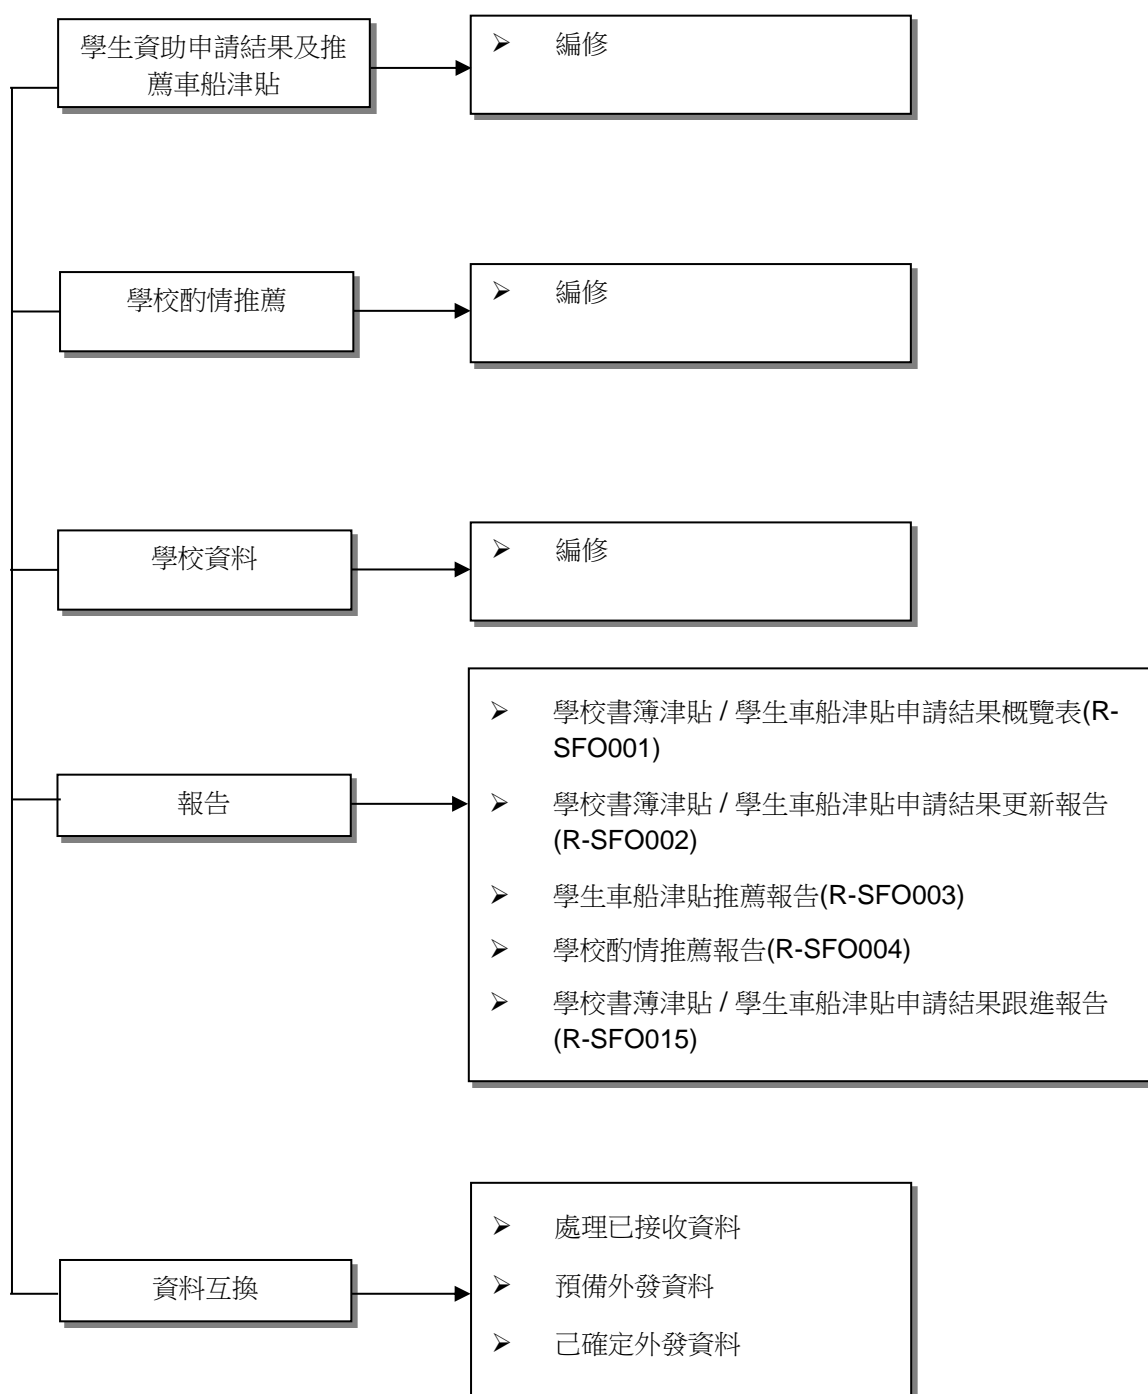 學生資助申請結果及推
薦車船津貼
➢ 編修
學校酌情推薦
➢ 編修
學校資料
➢ 編修
報告
➢ 學校書簿津貼 / 學生車船津貼申請結果概覽表(R-
SFO001)
➢ 學校書簿津貼 / 學生車船津貼申請結果更新報告
(R-SFO002)
➢ 學生車船津貼推薦報告(R-SFO003)
➢ 學校酌情推薦報告(R-SFO004)
➢ 學校書薄津貼 / 學生車船津貼申請結果跟進報告
(R-SFO015)
資料互換
➢ 處理已接收資料
➢ 預備外發資料
➢ 己確定外發資料